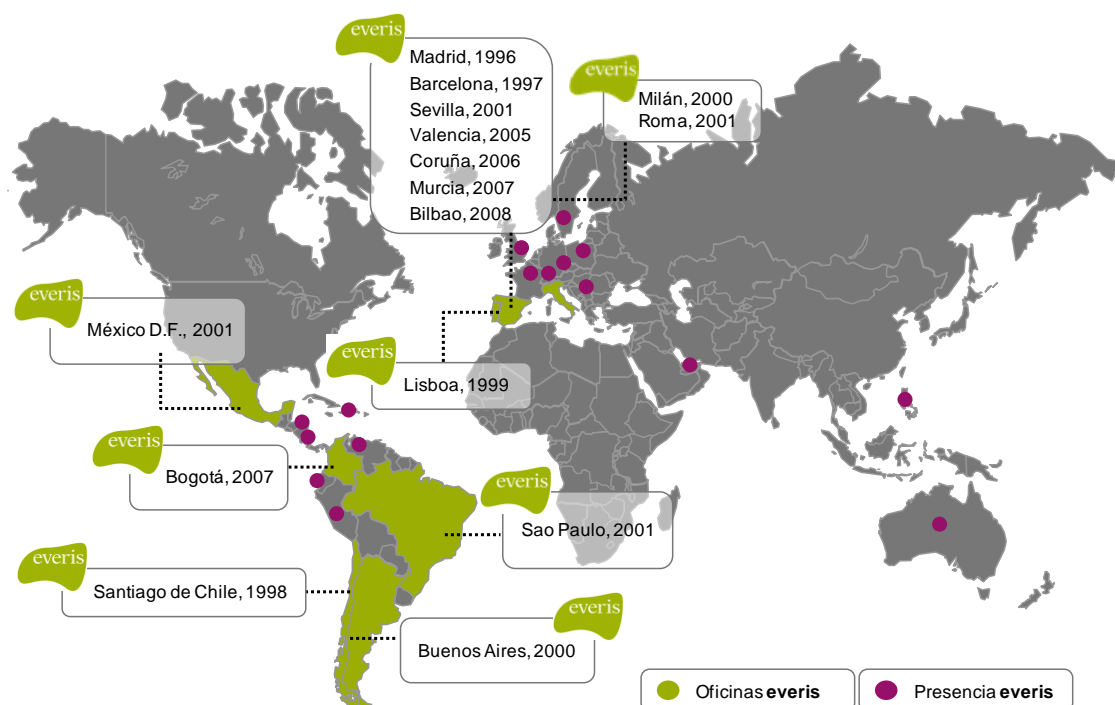 everis
Madrid, 1996
Barcelona, 1997
Sevilla, 2001
Valencia, 2005
Coruña, 2006
Murcia, 2007
Bilbao, 2008
everis
Milán, 2000
Roma, 2001
everis
México D.F., 2001
everis
Lisboa, 1999
everis
Bogotá, 2007
everis
Sao Paulo, 2001
everis
Santiago de Chile, 1998
everis
Buenos Aires, 2000
Oficinas everis
Presencia everis